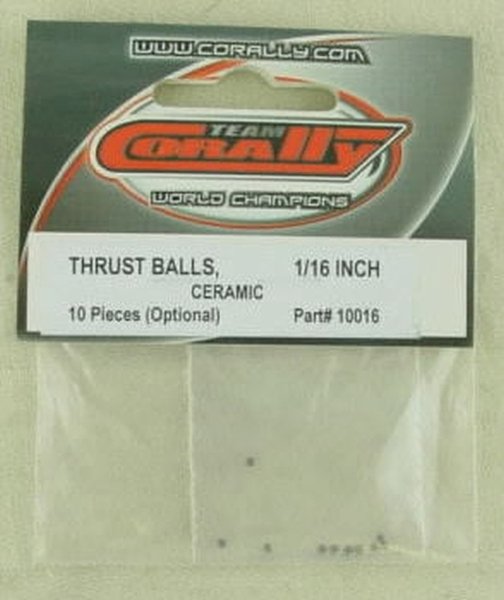 WWW.CORALLY.COM
TEAM
CORALLY
WORLD CHAMPIONS
THRUST BALLS, 1/16 INCH
CERAMIC
10 Pieces (Optional) Part# 10016